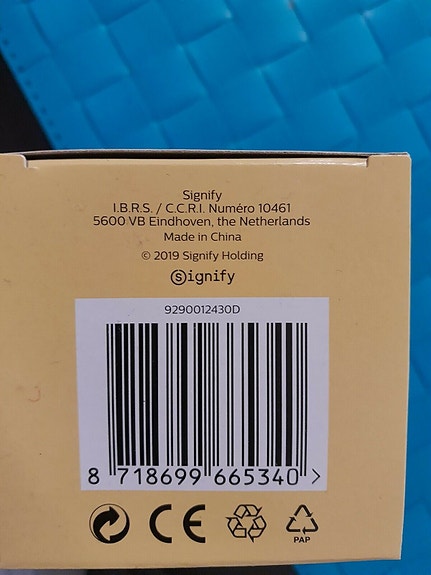 Signify
I.B.R.S. / C.C.R.I. Numéro 10461
5600 VB Eindhoven, the Netherlands
Made in China
© 2019 Signify Holding
Signify
9290012430D
8 718699 665340 >
CE
PAP